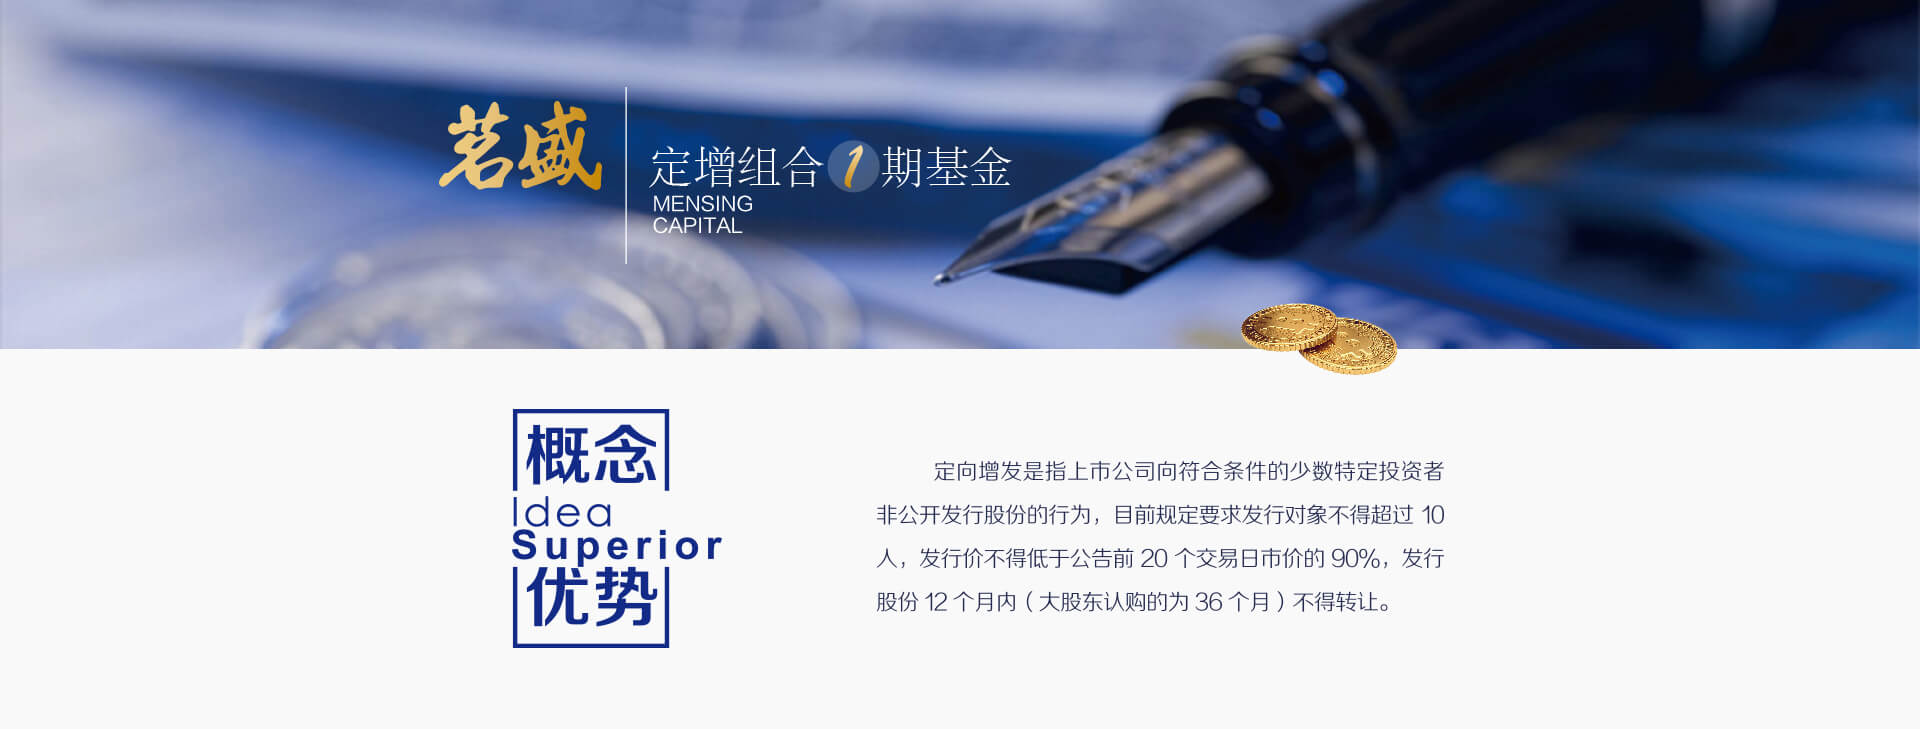 茗盛
定增组合1期基金
MENSING
CAPITAL
概念
Idea
Superior
优势
定向增发是指上市公司向符合条件的少数特定投资者
非公开发行股份的行为，目前规定要求发行对象不得超过 10
人，发行价不得低于公告前 20 个交易日市价的 90%，发行
股份 12 个月内（大股东认购的为 36 个月）不得转让。